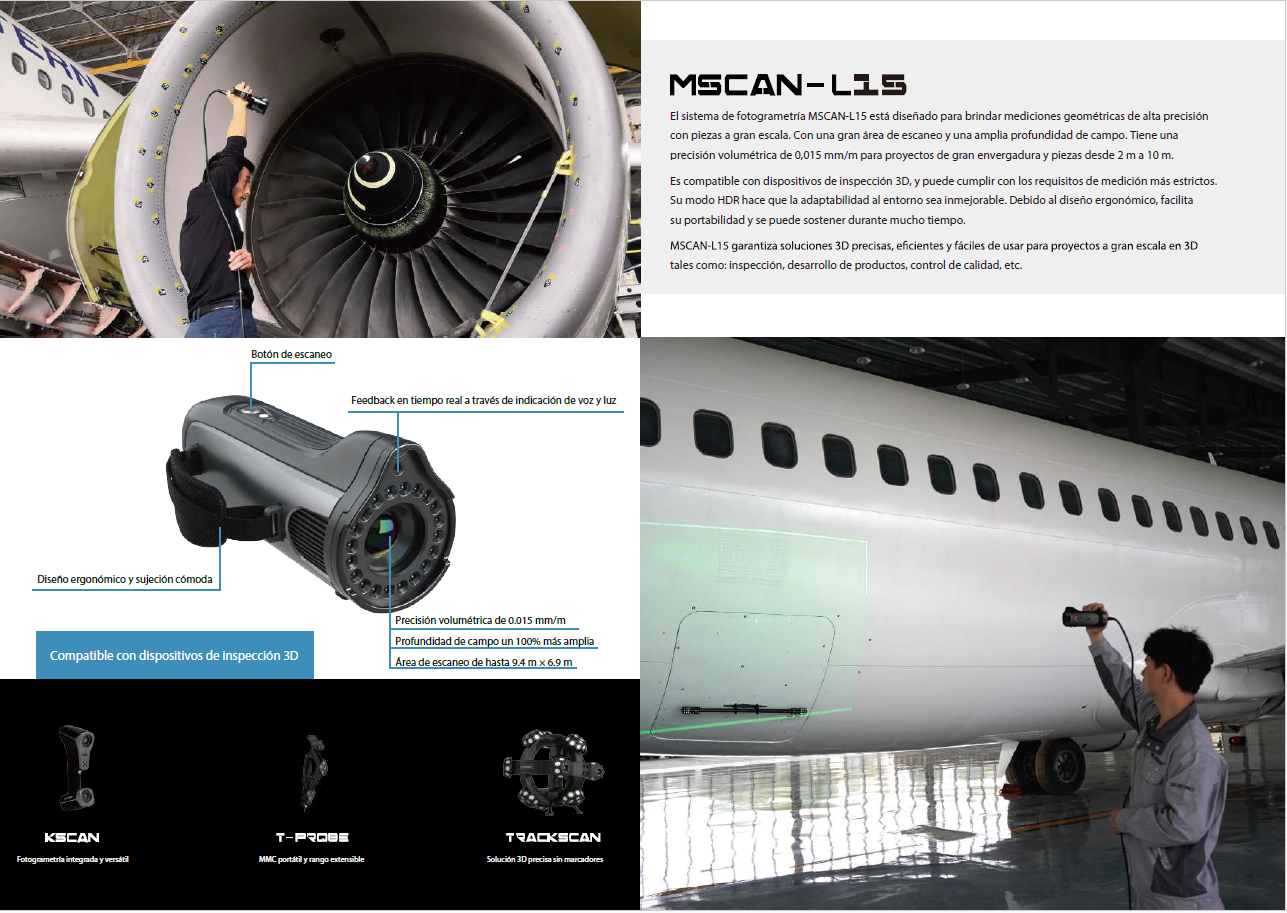 TERN
MSCAN-L15
El sistema de fotogrametría MSCAN-L15 está diseñado para brindar mediciones geométricas de alta precisión
con piezas a gran escala. Con una gran área de escaneo y una amplia profundidad de campo. Tiene una
precisión volumétrica de 0,015 mm/m para proyectos de gran envergadura y piezas desde 2 m a 10 m.
Es compatible con dispositivos de inspección 3D, y puede cumplir con los requisitos de medición más estrictos.
Su modo HDR hace que la adaptabilidad al entorno sea inmejorable. Debido al diseño ergonómico, facilita
su portabilidad y se puede sostener durante mucho tiempo.
MSCAN-L15 garantiza soluciones 3D precisas, eficientes y fáciles de usar para proyectos a gran escala en 3D
tales como: inspección, desarrollo de productos, control de calidad, etc.
Botón de escaneo
Feedback en tiempo real a través de indicación de voz y luz
Diseño ergonómico y sujeción cómoda
Precisión volumétrica de 0.015 mm/m
Profundidad de campo un 100% más amplia
Área de escaneo de hasta 9.4 m × 6.9 m
Compatible con dispositivos de inspección 3D
KSCAN
Fotogrametría integrada y versátil
T-PROBE
MMC portátil y rango extensible
TRACKSCAN
Solución 3D precisa sin marcadores